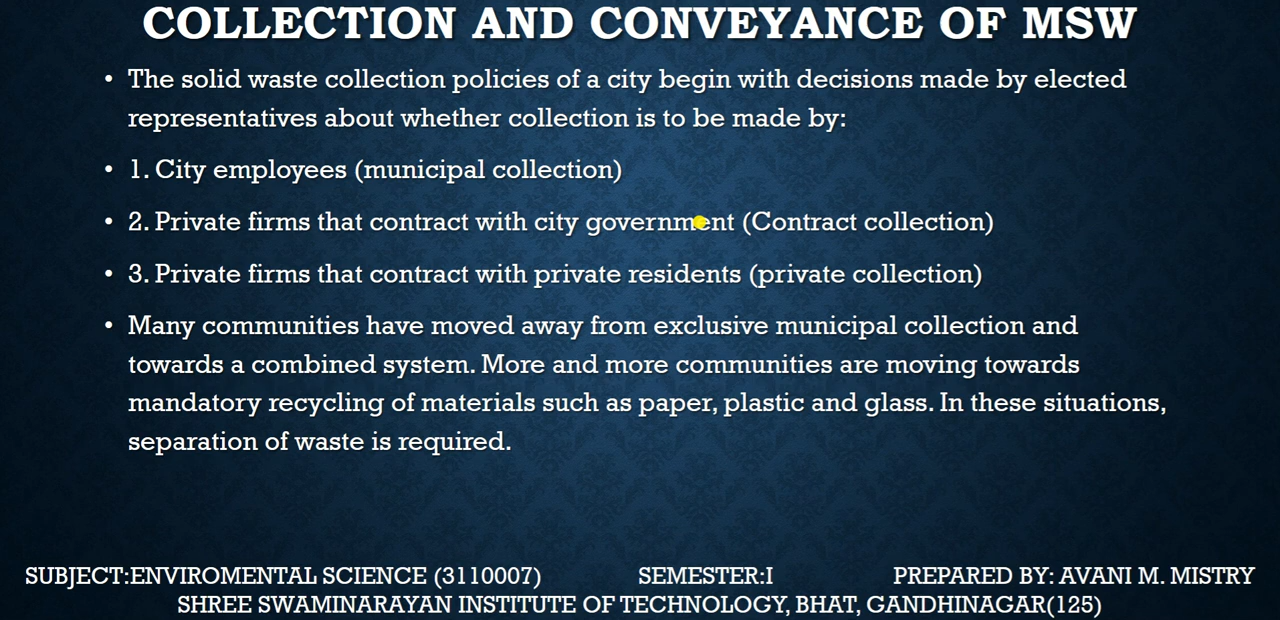 COLLECTION AND CONVEYANCE OF MSW
• The solid waste collection policies of a city begin with decisions made by elected
representatives about whether collection is to be made by:
• 1. City employees (municipal collection)
• 2. Private firms that contract with city government (Contract collection)
• 3. Private firms that contract with private residents (private collection)
• Many communities have moved away from exclusive municipal collection and
towards a combined system. More and more communities are moving towards
mandatory recycling of materials such as paper, plastic and glass. In these situations,
separation of waste is required.
SUBJECT:ENVIROMENTAL SCIENCE (3110007) SEMESTER:I PREPARED BY: AVANI M. MISTRY
SHREE SWAMINARAYAN INSTITUTE OF TECHNOLOGY, BHAT, GANDHINAGAR(125)